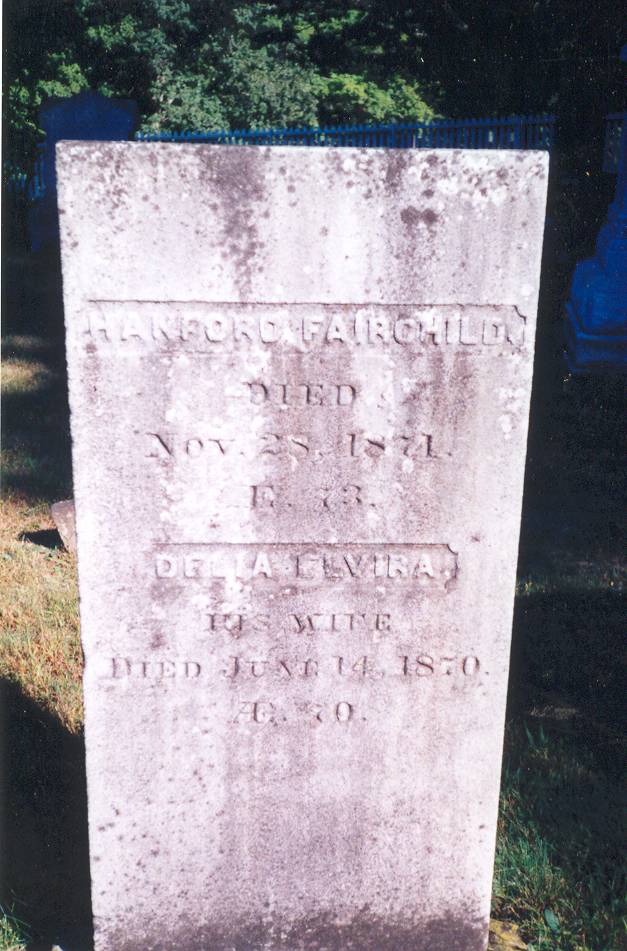 HANFORD FAIRCHILD.
DIED
Nov. 28. 1871.
Æ. 73.
DELIA ELVIRA.
HIS WIFE
DIED JUNE 14, 1870.
Æ. 70.